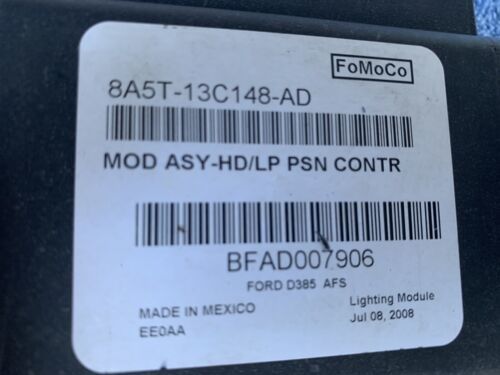 FoMoCo
8A5T-13C148-AD
MOD ASY-HD/LP PSN CONTR
BFAD007906
FORD D385 AFS
MADE IN MEXICO
EE0AA
Lighting Module
Jul 08, 2008